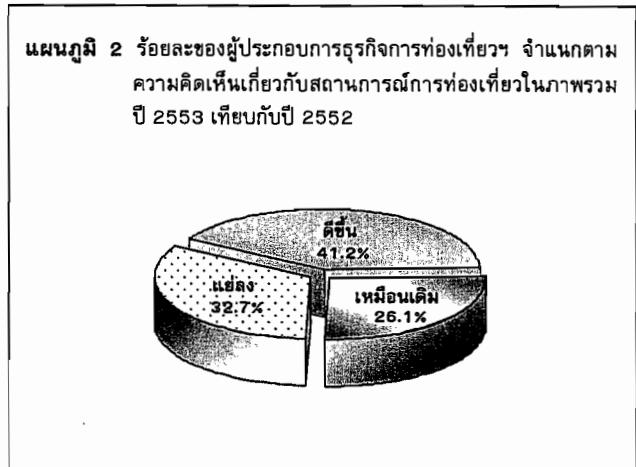 แผนภูมิ 2 ร้อยละของผู้ประกอบการธุรกิจการท่องเที่ยวฯ จำแนกตาม
ความคิดเห็นเกี่ยวกับสถานการณ์การท่องเที่ยวในภาพรวม
ปี 2553 เทียบกับปี 2552
ดีขึ้น
41.2%
แย่ลง
32.7%
เหมือนเดิม
26.1%